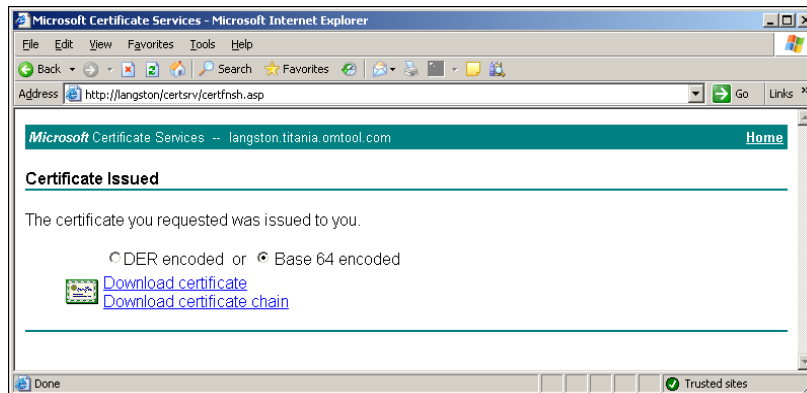 Microsoft Certificate Services - Microsoft Internet Explorer
File Edit View Favorites Tools Help
Back Search Favorites
Address http://langston/certsrv/certfnsh.asp Go Links »
Microsoft Certificate Services -- langston.titania.omtool.com Home
Certificate Issued
The certificate you requested was issued to you.
DER encoded or Base 64 encoded
Download certificate
Download certificate chain
Done Trusted sites